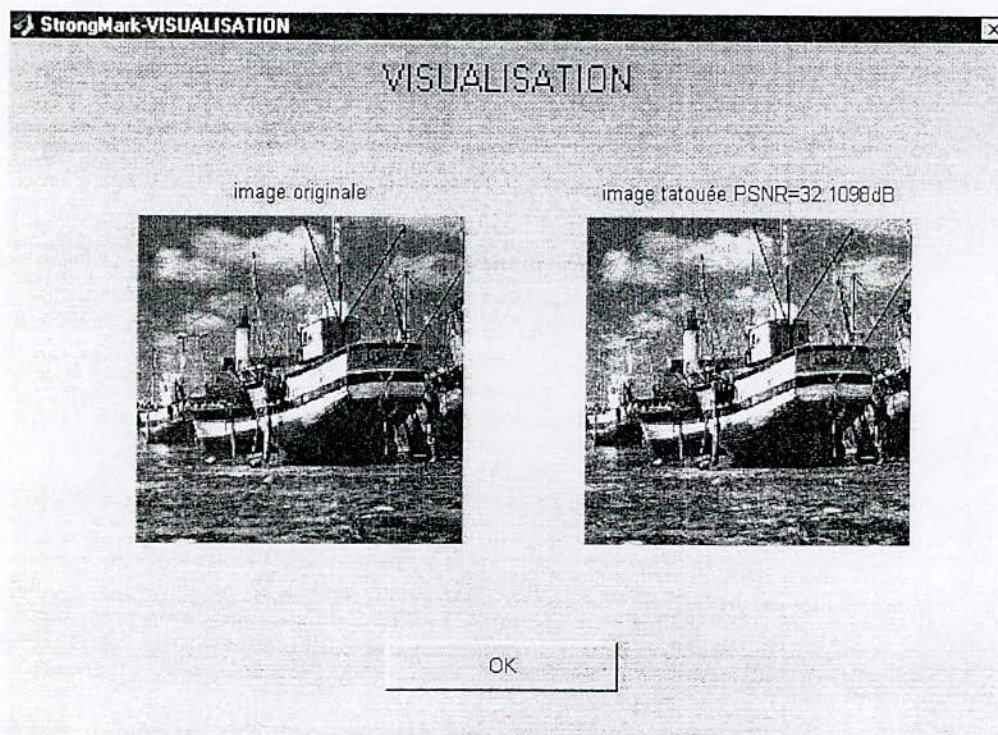 StrongMark-VISUALISATION
VISUALISATION
image originale
image tatouée PSNR=32.1098dB
OK